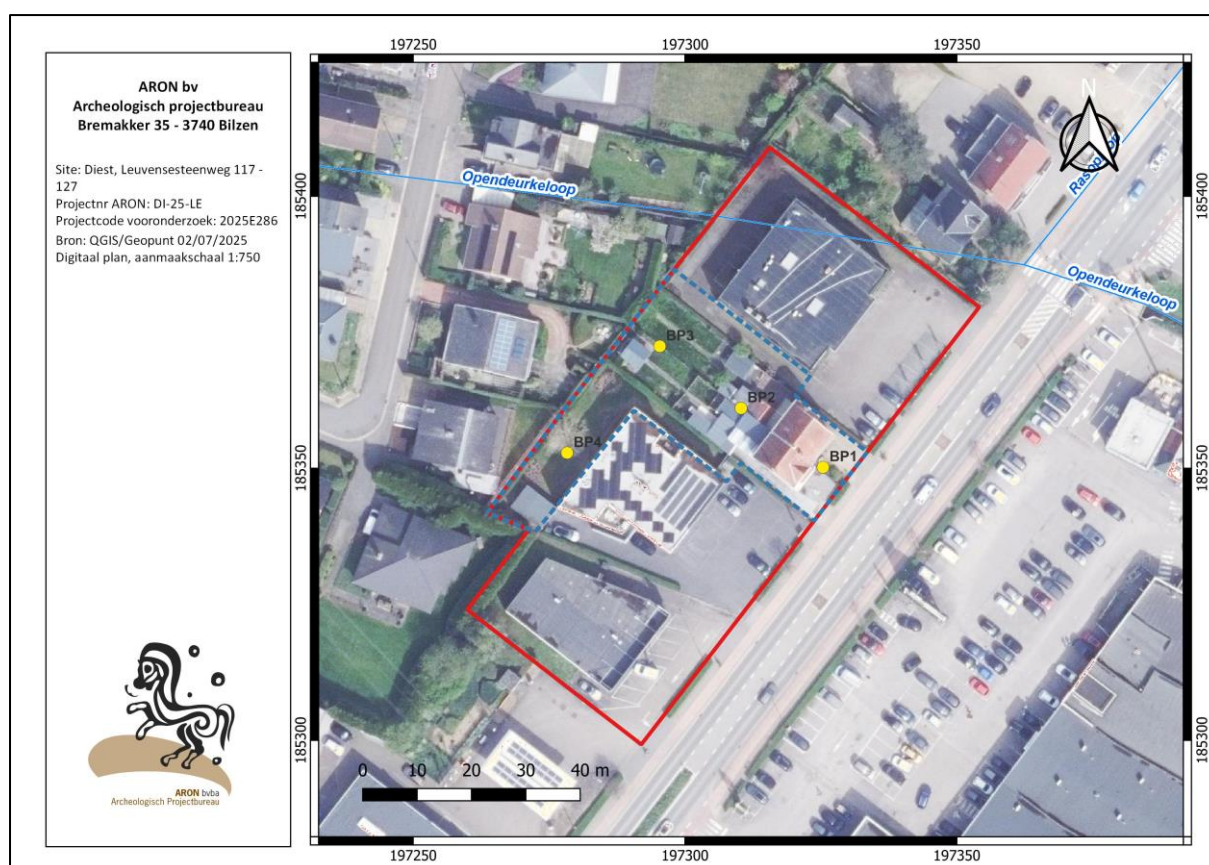 ARON bv
Archeologisch projectbureau
Bremakker 35 - 3740 Bilzen
Site: Diest, Leuvensesteenweg 117 -
127
Projectnr ARON: DI-25-LE
Projectcode vooronderzoek: 2025E286
Bron: QGIS/Geopunt 02/07/2025
Digitaal plan, aanmaakschaal 1:750
ARON bvba
Archeologisch Projectbureau
197250 197300 197350
185400 185400
N
Opendeurkeloop
Opendeurkeloop
BP3
BP2
BP4
BP1
185350 185350
185300 185300
0 10 20 30 40 m
197250 197300 197350